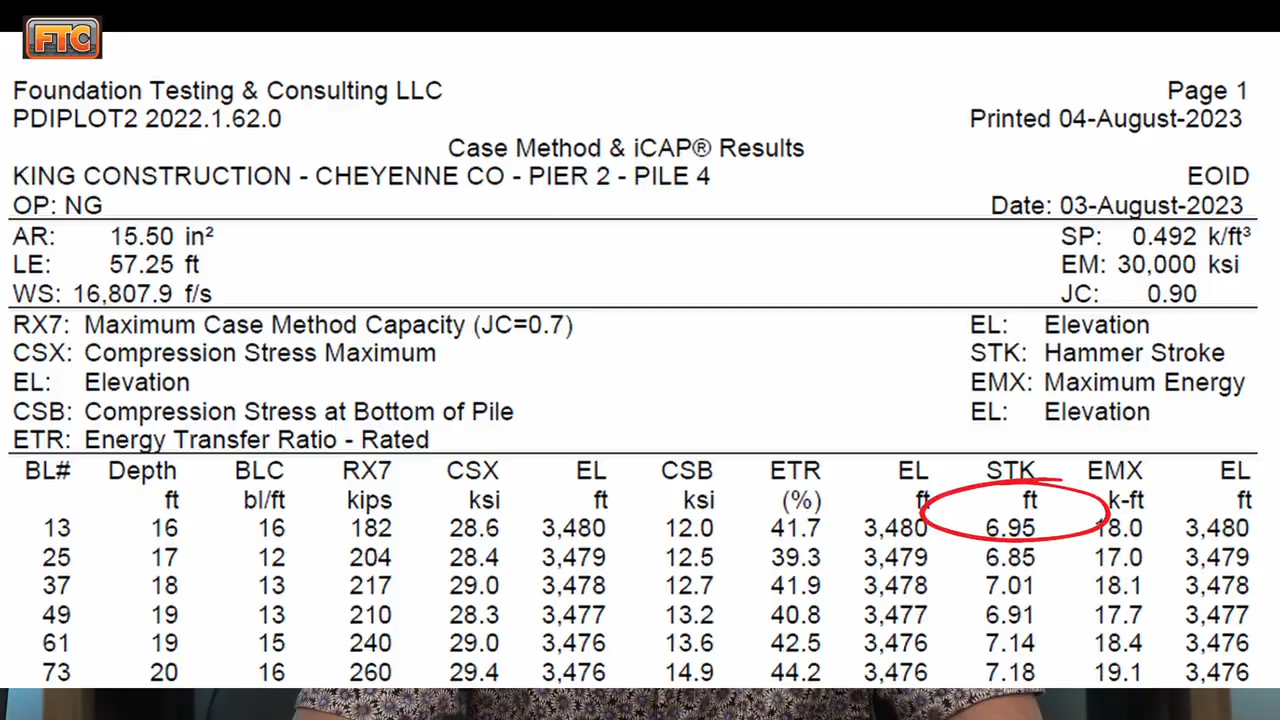 FTC
Foundation Testing & Consulting LLC Page 1
PDIPLOT2 2022.1.62.0 Printed 04-August-2023
Case Method & iCAP® Results
KING CONSTRUCTION - CHEYENNE CO - PIER 2 - PILE 4 EOID
OP: NG Date: 03-August-2023
AR: 15.50 in² SP: 0.492 k/ft³
LE: 57.25 ft EM: 30,000 ksi
WS: 16,807.9 f/s JC: 0.90
RX7: Maximum Case Method Capacity (JC=0.7) EL: Elevation
CSX: Compression Stress Maximum STK: Hammer Stroke
EL: Elevation EMX: Maximum Energy
CSB: Compression Stress at Bottom of Pile EL: Elevation
ETR: Energy Transfer Ratio - Rated
BL# Depth BLC RX7 CSX EL CSB ETR EL STK EMX EL
ft bl/ft kips ksi ft ksi (%) ft ft k-ft ft
13 16 16 182 28.6 3,480 12.0 41.7 3,480 6.95 18.0 3,480
25 17 12 204 28.4 3,479 12.5 39.3 3,479 6.85 17.0 3,479
37 18 13 217 29.0 3,478 12.7 41.9 3,478 7.01 18.1 3,478
49 19 13 210 28.3 3,477 13.2 40.8 3,477 6.91 17.7 3,477
61 19 15 240 29.0 3,476 13.6 42.5 3,476 7.14 18.4 3,476
73 20 16 260 29.4 3,476 14.9 44.2 3,476 7.18 19.1 3,476